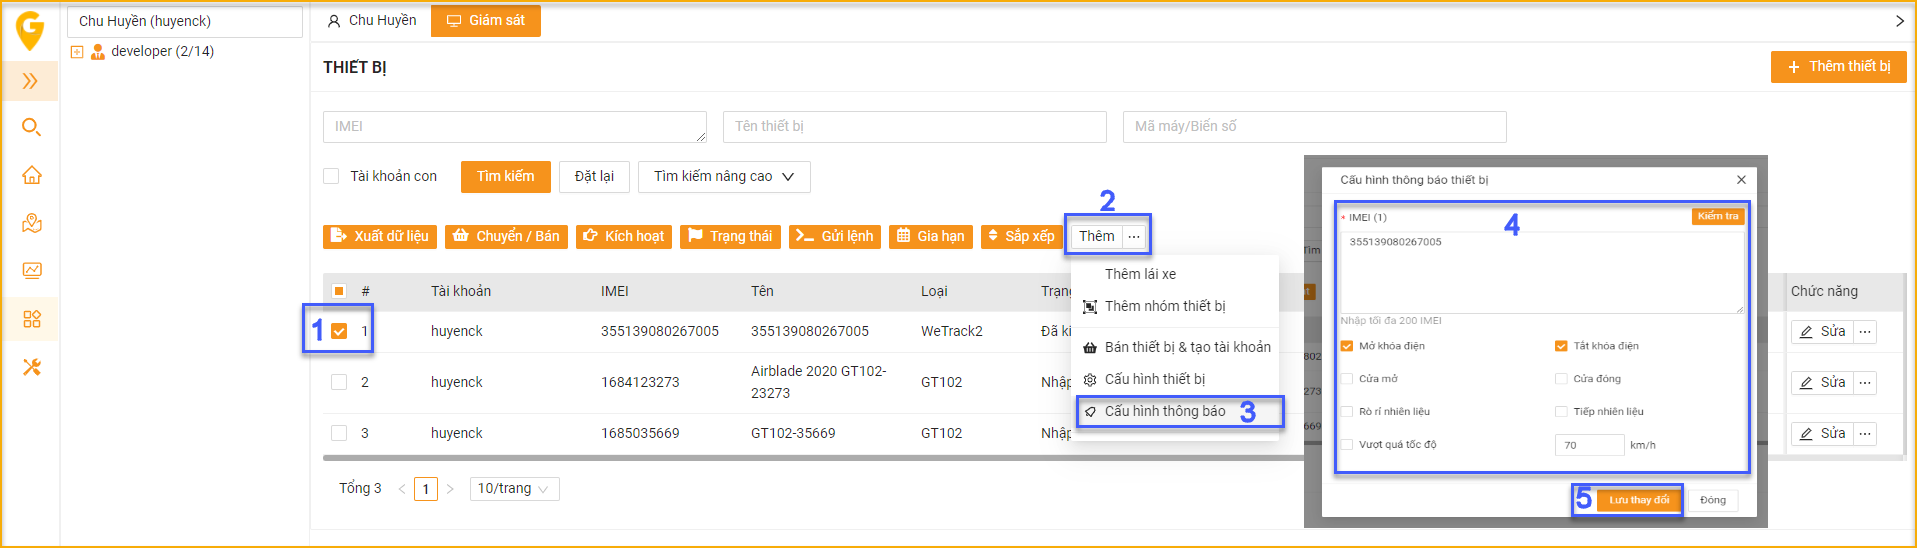 Chu Huyền (huyenck)
developer (2/14)
Chu Huyền
Giám sát
THIẾT BỊ
Thêm thiết bị
IMEI
Tên thiết bị
Mã máy/Biển số
Tài khoản con
Tìm kiếm
Đặt lại
Tìm kiếm nâng cao
2
Xuất dữ liệu
Chuyển / Bán
Kích hoạt
Trạng thái
Gửi lệnh
Gia hạn
Sắp xếp
Thêm
Thêm lái xe
Thêm nhóm thiết bị
Bán thiết bị & tạo tài khoản
Cấu hình thiết bị
Cấu hình thông báo 3
# Tài khoản IMEI Tên Loại Trạng Chức năng
1 1 huyenck 355139080267005 355139080267005 WeTrack2 Đã ki Sửa
2 huyenck 1684123273 Airblade 2020 GT102-
23273 GT102 Nhập Sửa
3 huyenck 1685035669 GT102-35669 GT102 Nhập Sửa
Tổng 3
1
10/trang
Cấu hình thông báo thiết bị
* IMEI (1)
4
Kiểm tra
355139080267005
Nhập tối đa 200 IMEI
Mở khóa điện
Tắt khóa điện
Cửa mở
Cửa đóng
Rò rỉ nhiên liệu
Tiếp nhiên liệu
Vượt quá tốc độ
70 km/h
5 Lưu thay đổi
Đóng